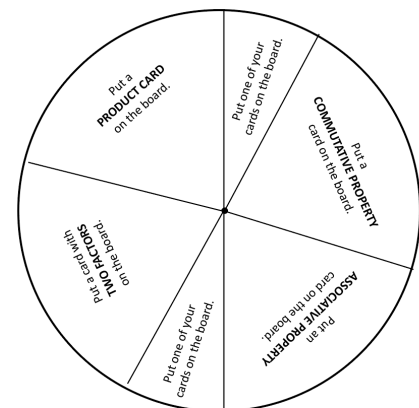 Put a
PRODUCT CARD
on the board.
Put one of your
cards on the board.
Put a
COMMUTATIVE PROPERTY
card on the board.
Put an
ASSOCIATIVE PROPERTY
card on the board.
Put one of your
cards on the board.
Put a card with
TWO FACTORS
on the board.